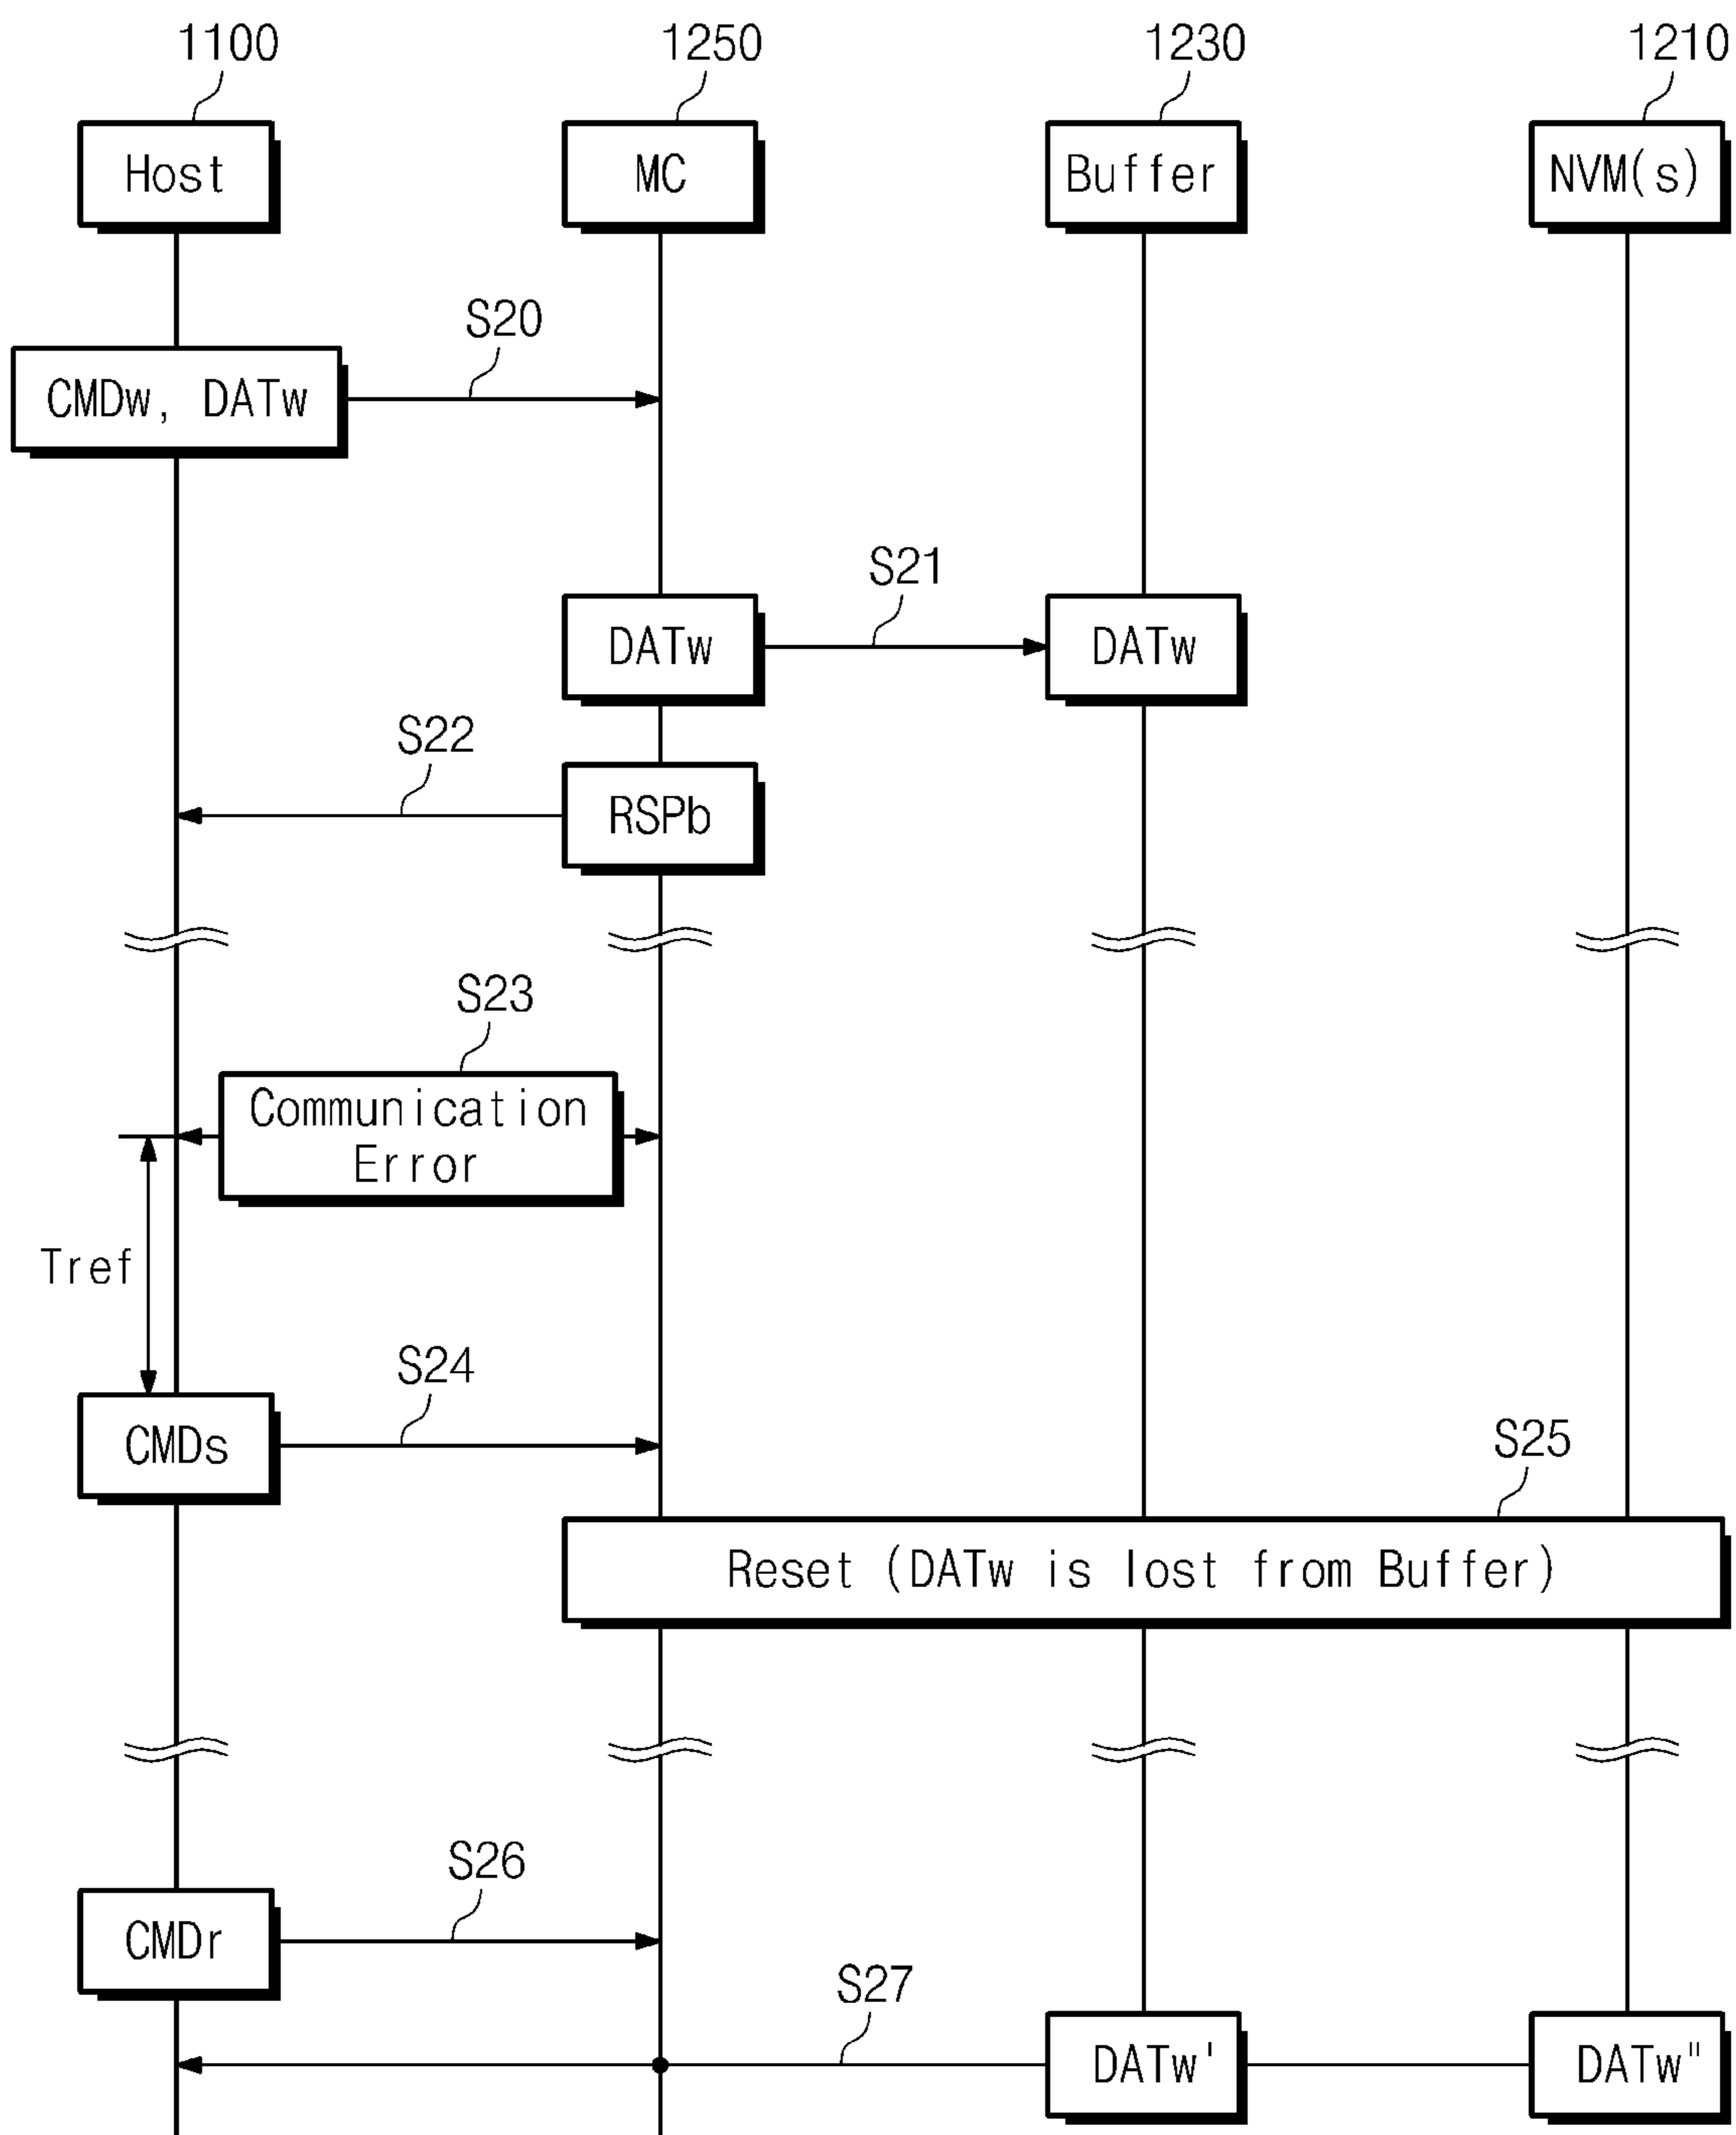 1100
1250
1230
1210
Host
MC
Buffer
NVM(s)
S20
CMDw, DATw
S21
DATw
DATw
S22
RSPb
S23
Communication
Error
Tref
S24
CMDs
S25
Reset (DATw is lost from Buffer)
S26
CMDr
S27
DATw'
DATw"